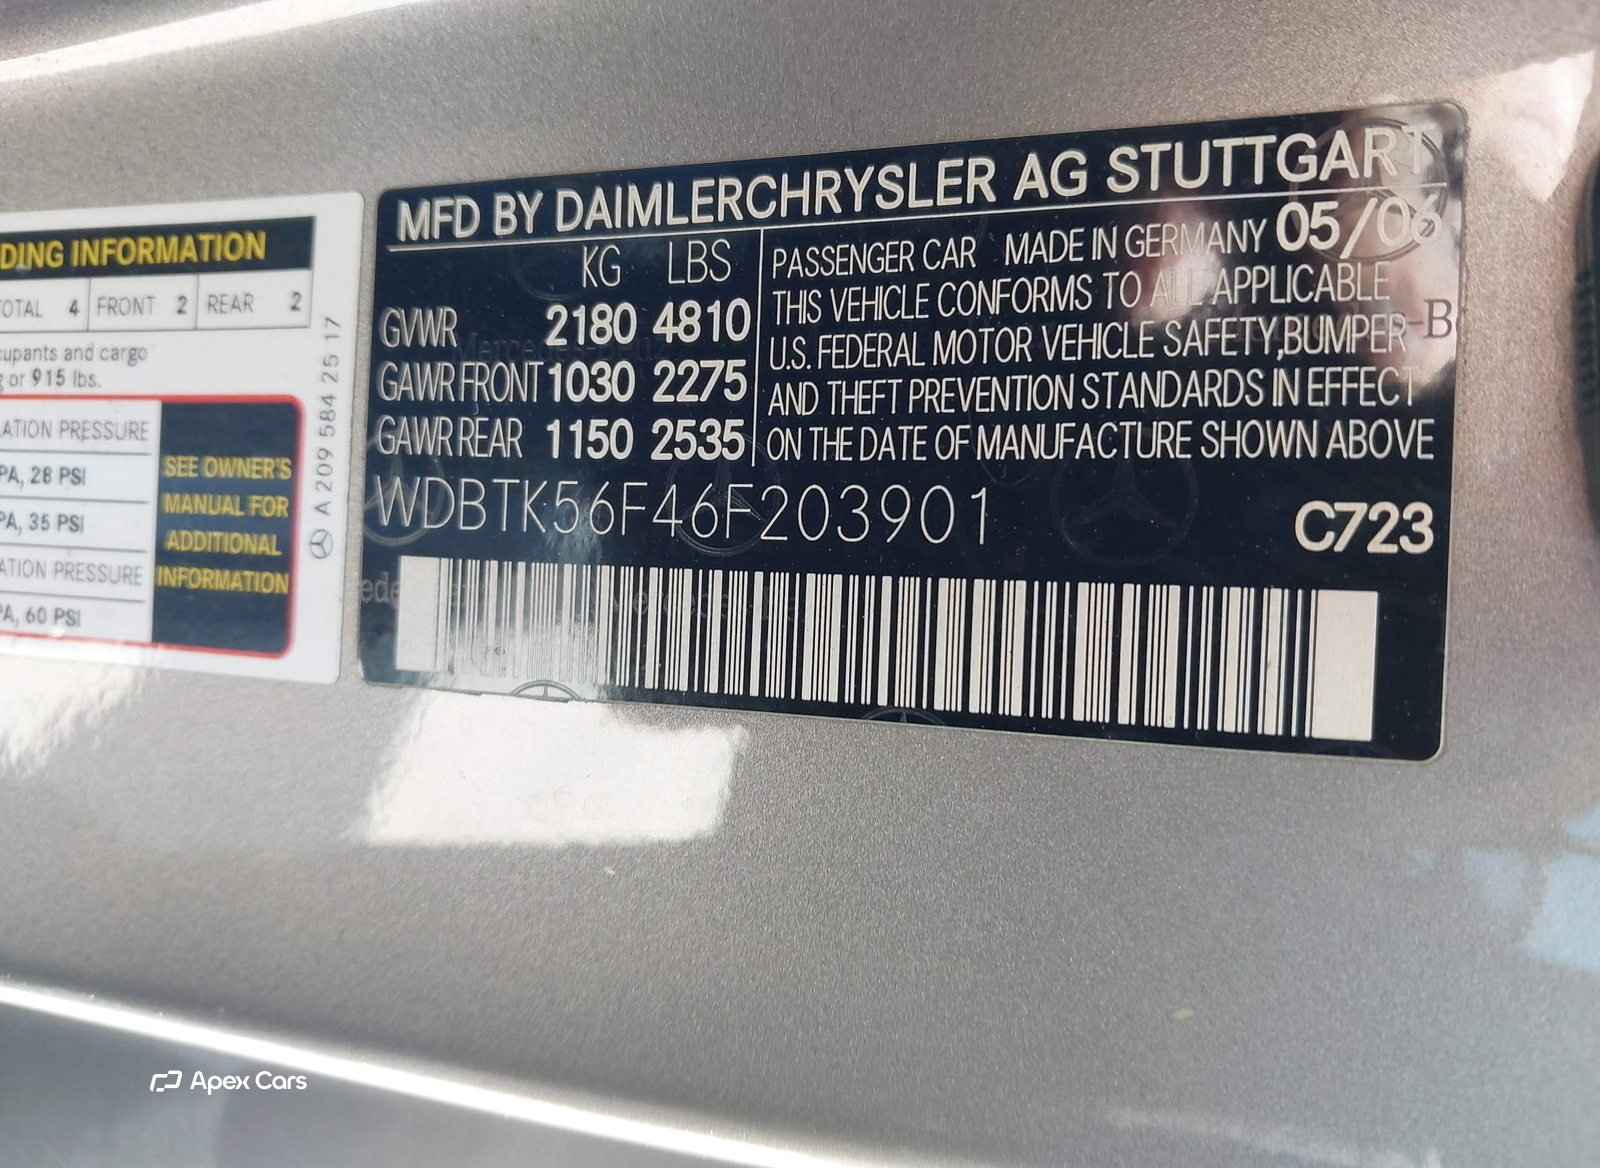 DING INFORMATION
TOTAL 4 FRONT 2 REAR 2
cupants and cargo
g or 915 lbs.
LATION PRESSURE
PA, 28 PSI
PA, 35 PSI
ATION PRESSURE
PA, 60 PSI
SEE OWNER'S
MANUAL FOR
ADDITIONAL
INFORMATION
A 209 584 25 17
MFD BY DAIMLERCHRYSLER AG STUTTGART
KG LBS
GVWR 2180 4810
GAWR FRONT 1030 2275
GAWR REAR 1150 2535
PASSENGER CAR MADE IN GERMANY 05/06
THIS VEHICLE CONFORMS TO ALL APPLICABLE
U.S. FEDERAL MOTOR VEHICLE SAFETY,BUMPER
AND THEFT PREVENTION STANDARDS IN EFFECT
ON THE DATE OF MANUFACTURE SHOWN ABOVE
WDBTK56F46F203901
C723
Apex Cars